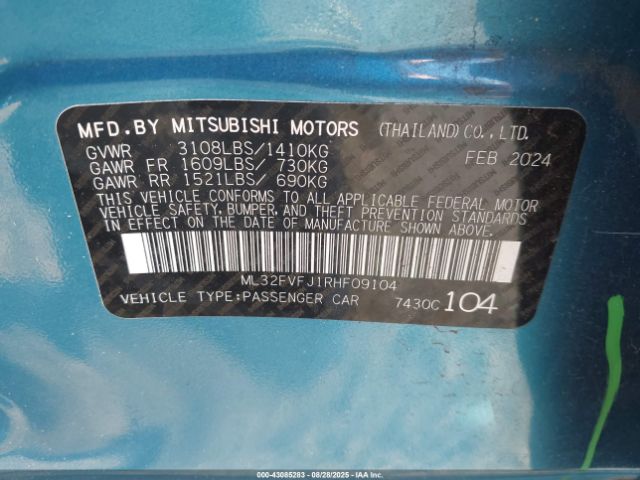 MFD.BY MITSUBISHI MOTORS (THAILAND)CO.,LTD.
GVWR 3108LBS/1410KG FEB 2024
GAWR FR 1609LBS/ 730KG
GAWR RR 1521LBS/ 690KG
THIS VEHICLE CONFORMS TO ALL APPLICABLE FEDERAL MOTOR
VEHICLE SAFETY, BUMPER, AND THEFT PREVENTION STANDARDS
IN EFFECT ON THE DATE OF MANUFACTURE SHOWN ABOVE.
ML32FVFJ1RHF09104
VEHICLE TYPE:PASSENGER CAR 7430C 104
000-43085283 - 08/28/2025 - IAAI.COM